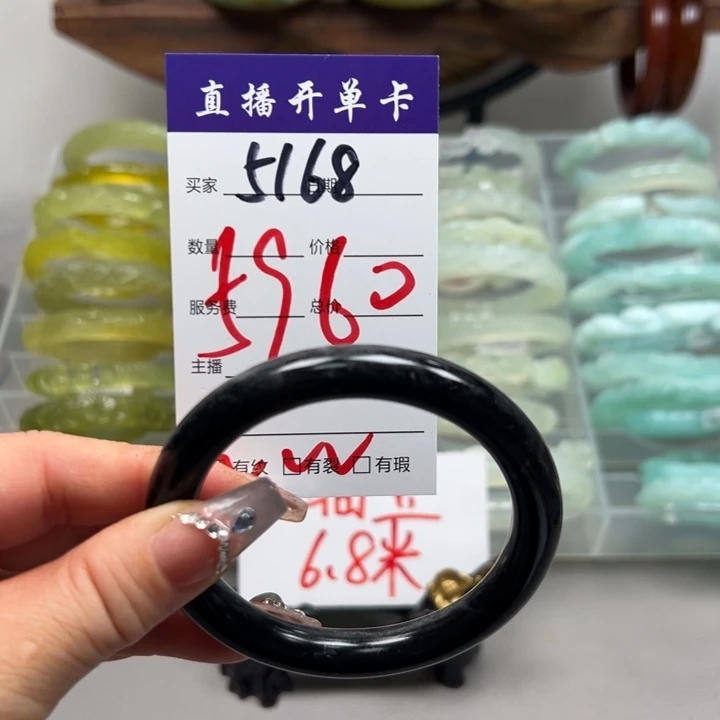 直播开单卡
买家 5168
数量 价格
5960
服务费 总价
主播
有纹 有裂 有瑕
6.8米